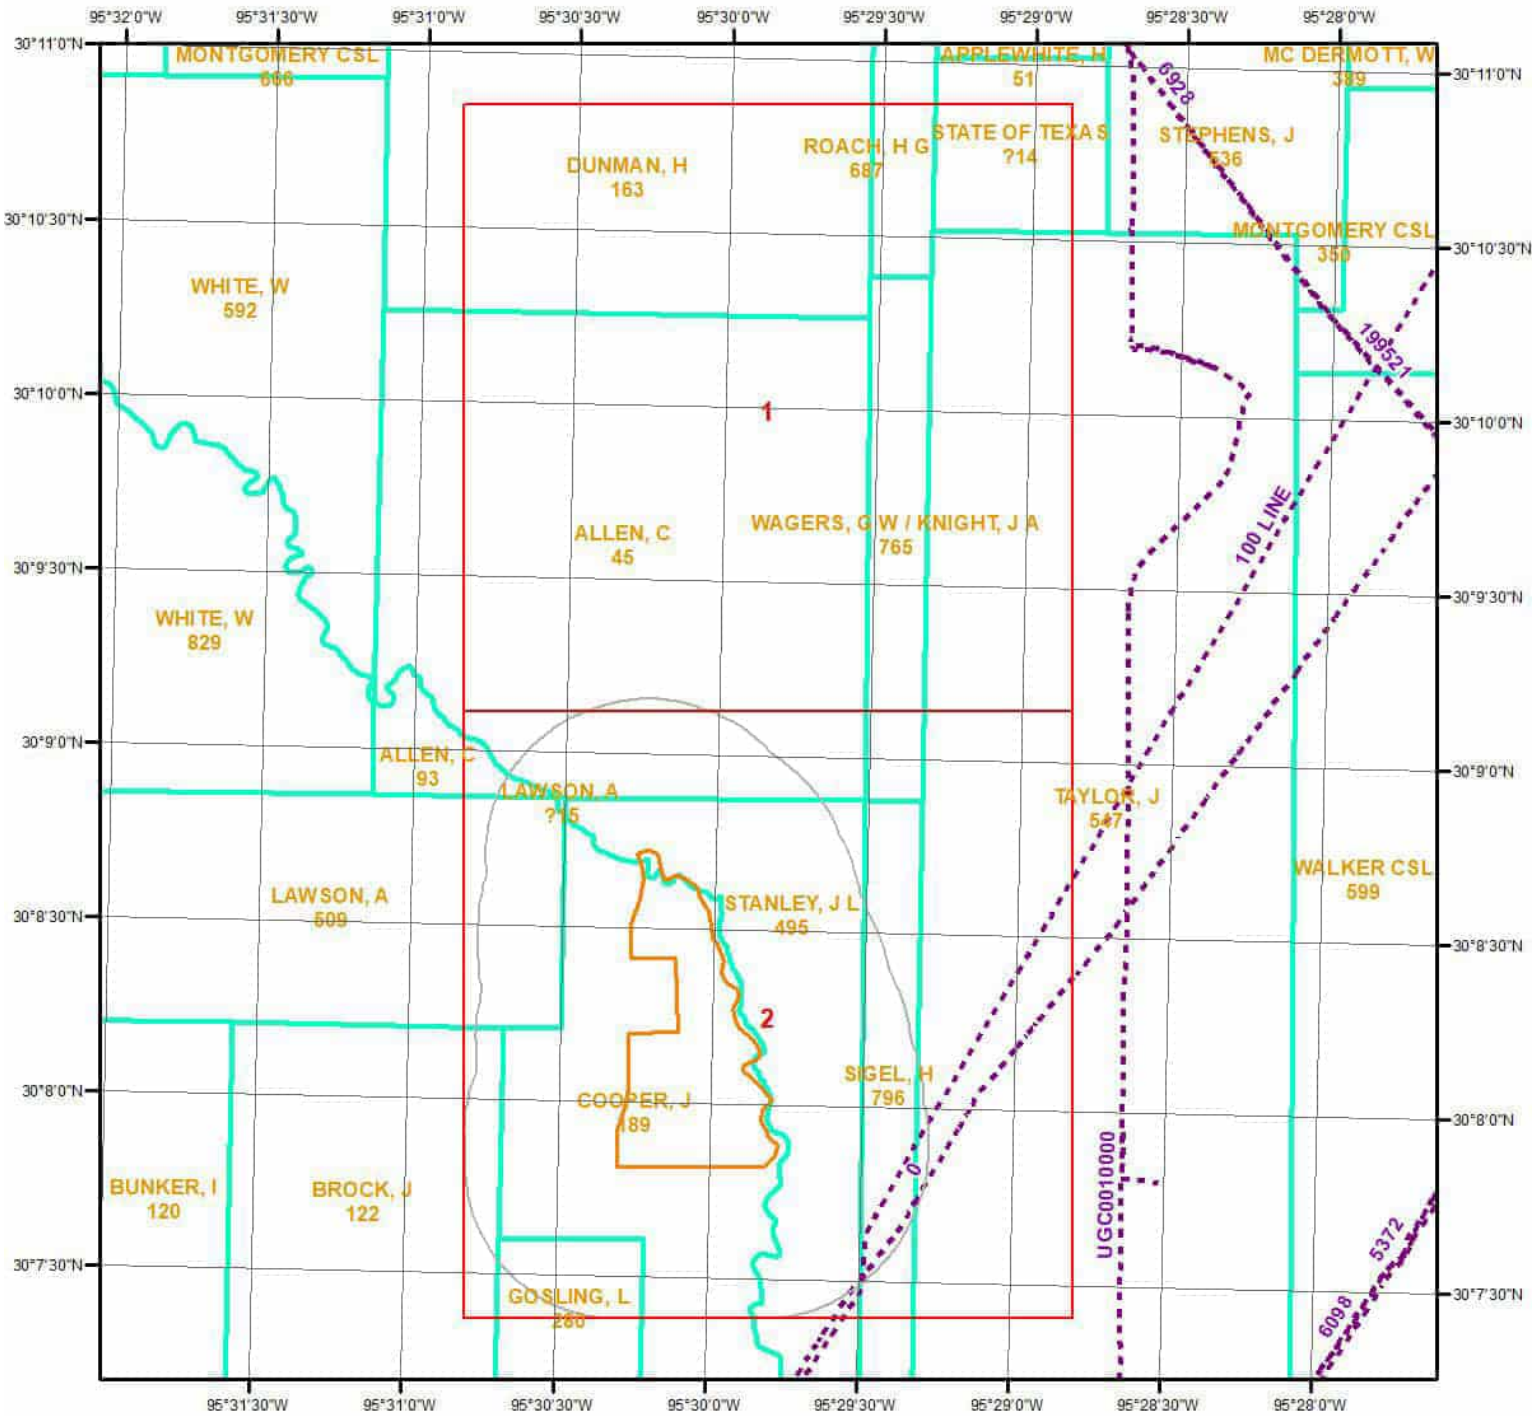 95°32'0"W 95°31'30"W 95°31'0"W 95°30'30"W 95°30'0"W 95°29'30"W 95°29'0"W 95°28'30"W 95°28'0"W
30°11'0"N
MONTGOMERY CSL
666
APPLEWHITE, H
51
MC DERMOTT, W
389
30°11'0"N
6928
DUNMAN, H
163
ROACH, H G
687
STATE OF TEXAS
?14
STEPHENS, J
636
30°10'30"N
MONTGOMERY CSL
350
30°10'30"N
WHITE, W
592
199521
30°10'0"N
1
30°10'0"N
ALLEN, C
45
WAGERS, G W / KNIGHT, J A
765
100 LINE
30°9'30"N
30°9'30"N
WHITE, W
829
30°9'0"N
ALLEN, C
93
30°9'0"N
LAWSON, A
?15
TAYLOR, J
547
WALKER CSL
599
LAWSON, A
509
STANLEY, J L
495
30°8'30"N
30°8'30"N
2
SIGEL, H
796
30°8'0"N
COOPER, J
189
30°8'0"N
0
UGC0010000
BUNKER, I
120
BROCK, J
122
5372
30°7'30"N
GOSLING, L
280
30°7'30"N
6098
95°31'30"W 95°31'0"W 95°30'30"W 95°30'0"W 95°29'30"W 95°29'0"W 95°28'30"W 95°28'0"W